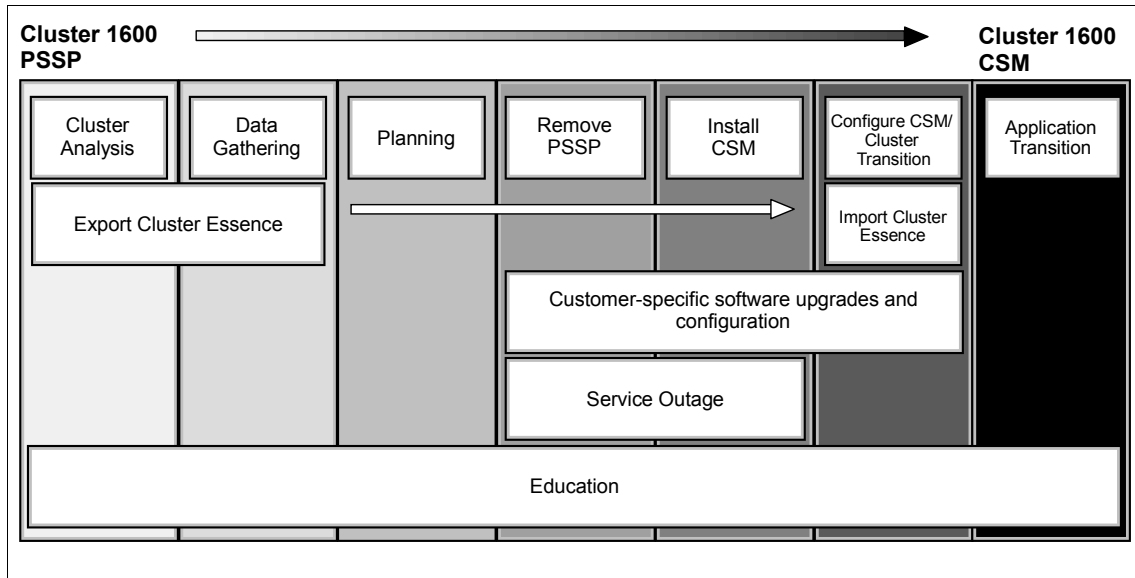 Cluster 1600
PSSP
Cluster 1600
CSM
Cluster
Analysis
Data
Gathering
Planning
Remove
PSSP
Install
CSM
Configure CSM/
Cluster
Transition
Application
Transition
Export Cluster Essence
Import Cluster
Essence
Customer-specific software upgrades and
configuration
Service Outage
Education